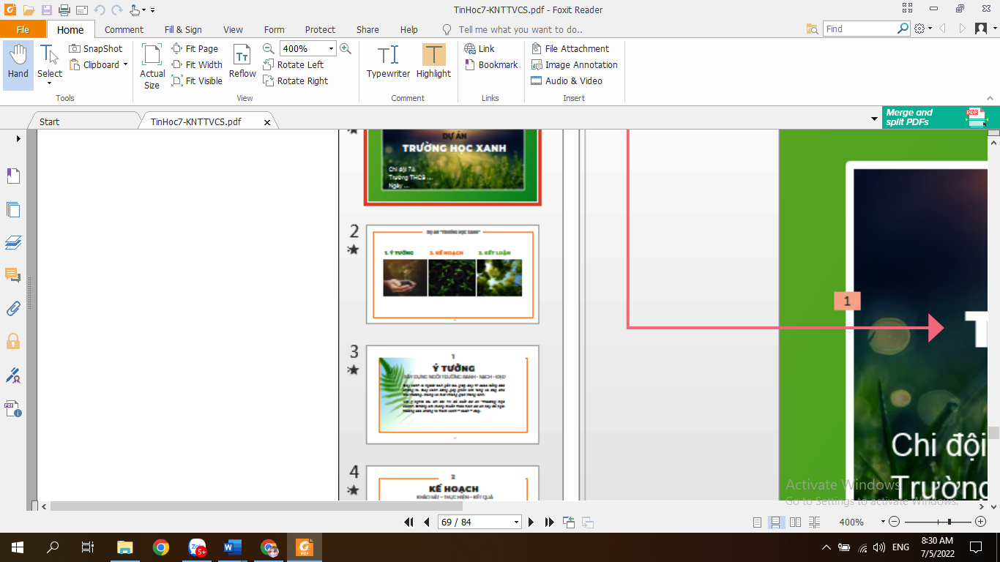 TinHoc7-KNTTVCS.pdf - Foxit Reader
File
Home
Comment
Fill & Sign
View
Form
Protect
Share
Help
Tell me what you want to do..
Find
Hand
Select
SnapShot
Clipboard
Tools
Actual
Size
Fit Page
Fit Width
Fit Visible
Reflow
400%
Rotate Left
Rotate Right
View
Typewriter
Highlight
Comment
Link
Bookmark
Links
File Attachment
Image Annotation
Audio & Video
Insert
Start
TinHoc7-KNTTVCS.pdf
Merge and
split PDFs
PDF
DỰ ÁN
TRƯỜNG HỌC XANH
Chi đội 7A
Trường THCS ...
Ngày ...
2
DỰ ÁN "TRƯỜNG HỌC XANH"
1. Ý TƯỞNG
2. KẾ HOẠCH
3. KẾT LUẬN
3
1
Ý TƯỞNG
XÂY DỰNG NGÔI TRƯỜNG XANH - SẠCH - ĐẸP
4
2
KẾ HOẠCH
KHẢO SÁT - THỰC HIỆN - KẾT QUẢ
1
T
Chi đội
Trường
Activate Windows
Go to Settings to activate Windows.
69 / 84
400%
Zalo
5+
PDF
ENG
8:30 AM
7/5/2022